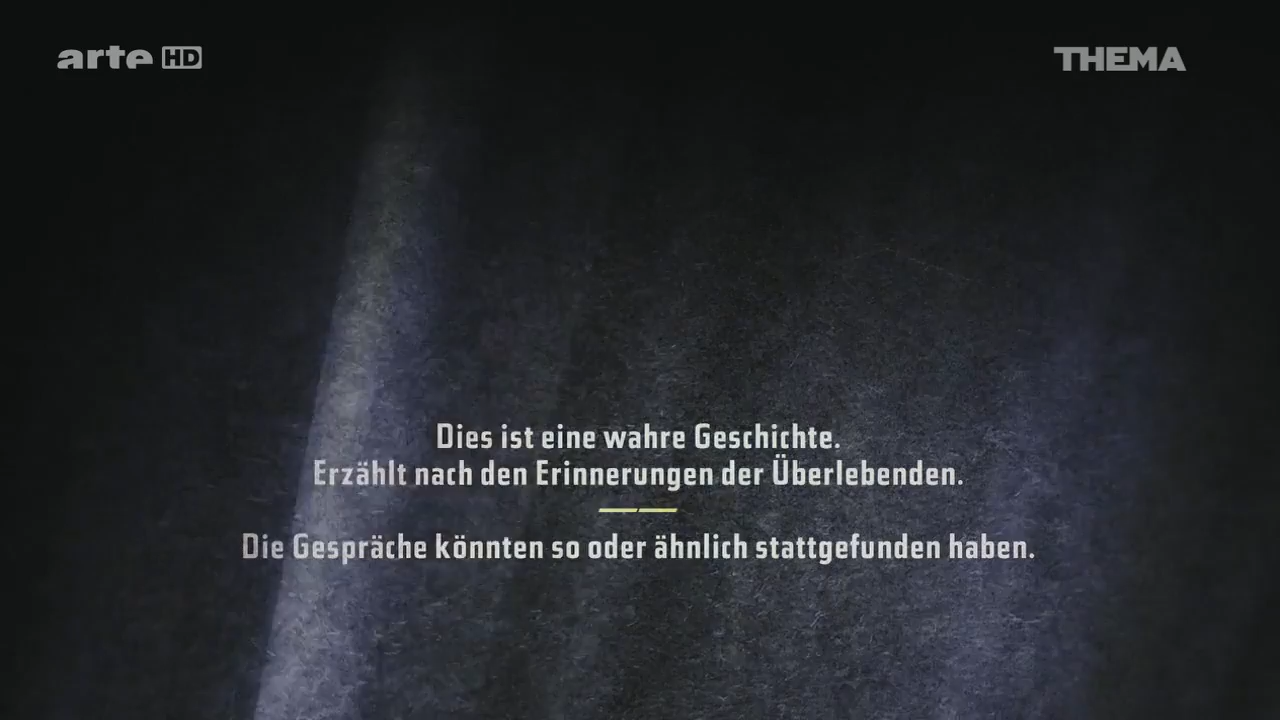 arte HD
THEMA
Dies ist eine wahre Geschichte.
Erzählt nach den Erinnerungen der Überlebenden.
Die Gespräche könnten so oder ähnlich stattgefunden haben.